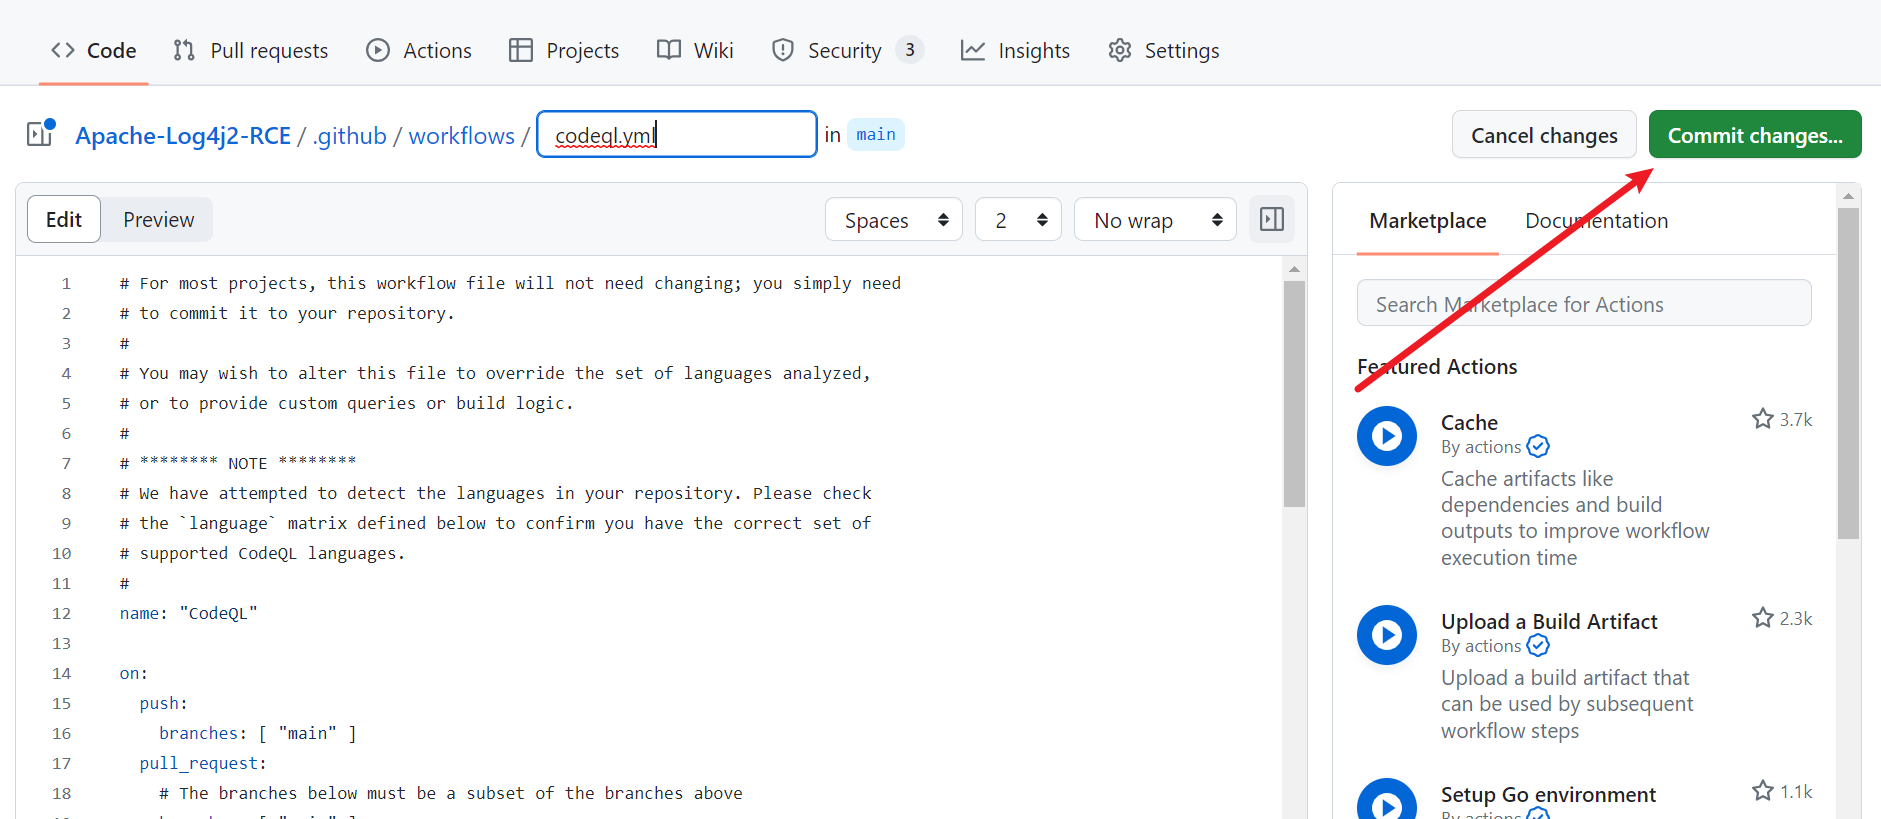 Code Pull requests Actions Projects Wiki Security 3 Insights Settings
Apache-Log4j2-RCE / .github / workflows / codeql.yml in main
Cancel changes Commit changes...
Edit Preview Spaces 2 No wrap
1 # For most projects, this workflow file will not need changing; you simply need
2 # to commit it to your repository.
3 #
4 # You may wish to alter this file to override the set of languages analyzed,
5 # or to provide custom queries or build logic.
6 #
7 # ******** NOTE ********
8 # We have attempted to detect the languages in your repository. Please check
9 # the `language` matrix defined below to confirm you have the correct set of
10 # supported CodeQL languages.
11 #
12 name: "CodeQL"
13
14 on:
15   push:
16     branches: [ "main" ]
17   pull_request:
18     # The branches below must be a subset of the branches above
Marketplace Documentation
Search Marketplace for Actions
Featured Actions
Cache 3.7k
By actions
Cache artifacts like
dependencies and build
outputs to improve workflow
execution time
Upload a Build Artifact 2.3k
By actions
Upload a build artifact that
can be used by subsequent
workflow steps
Setup Go environment 1.1k
By actions